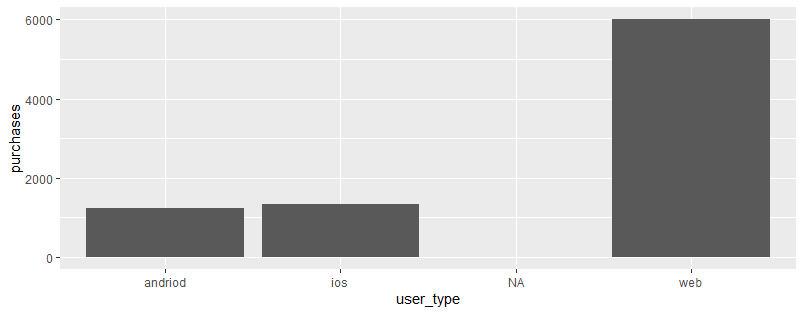 6000
4000
2000
0
purchases
andriod ios NA web
user_type